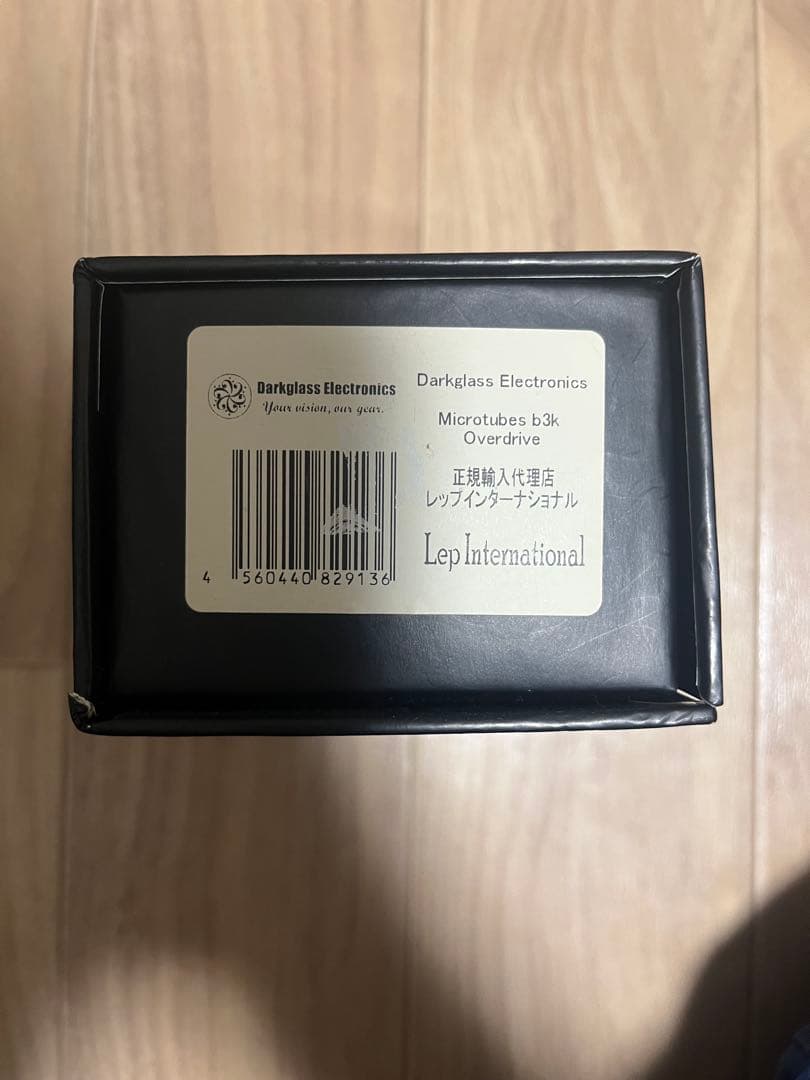 Darkglass Electronics
Your vision, our gear.
Darkglass Electronics
Microtubes b3k
Overdrive
正規輸入代理店
レップインターナショナル
Lep International
4 560440 829136